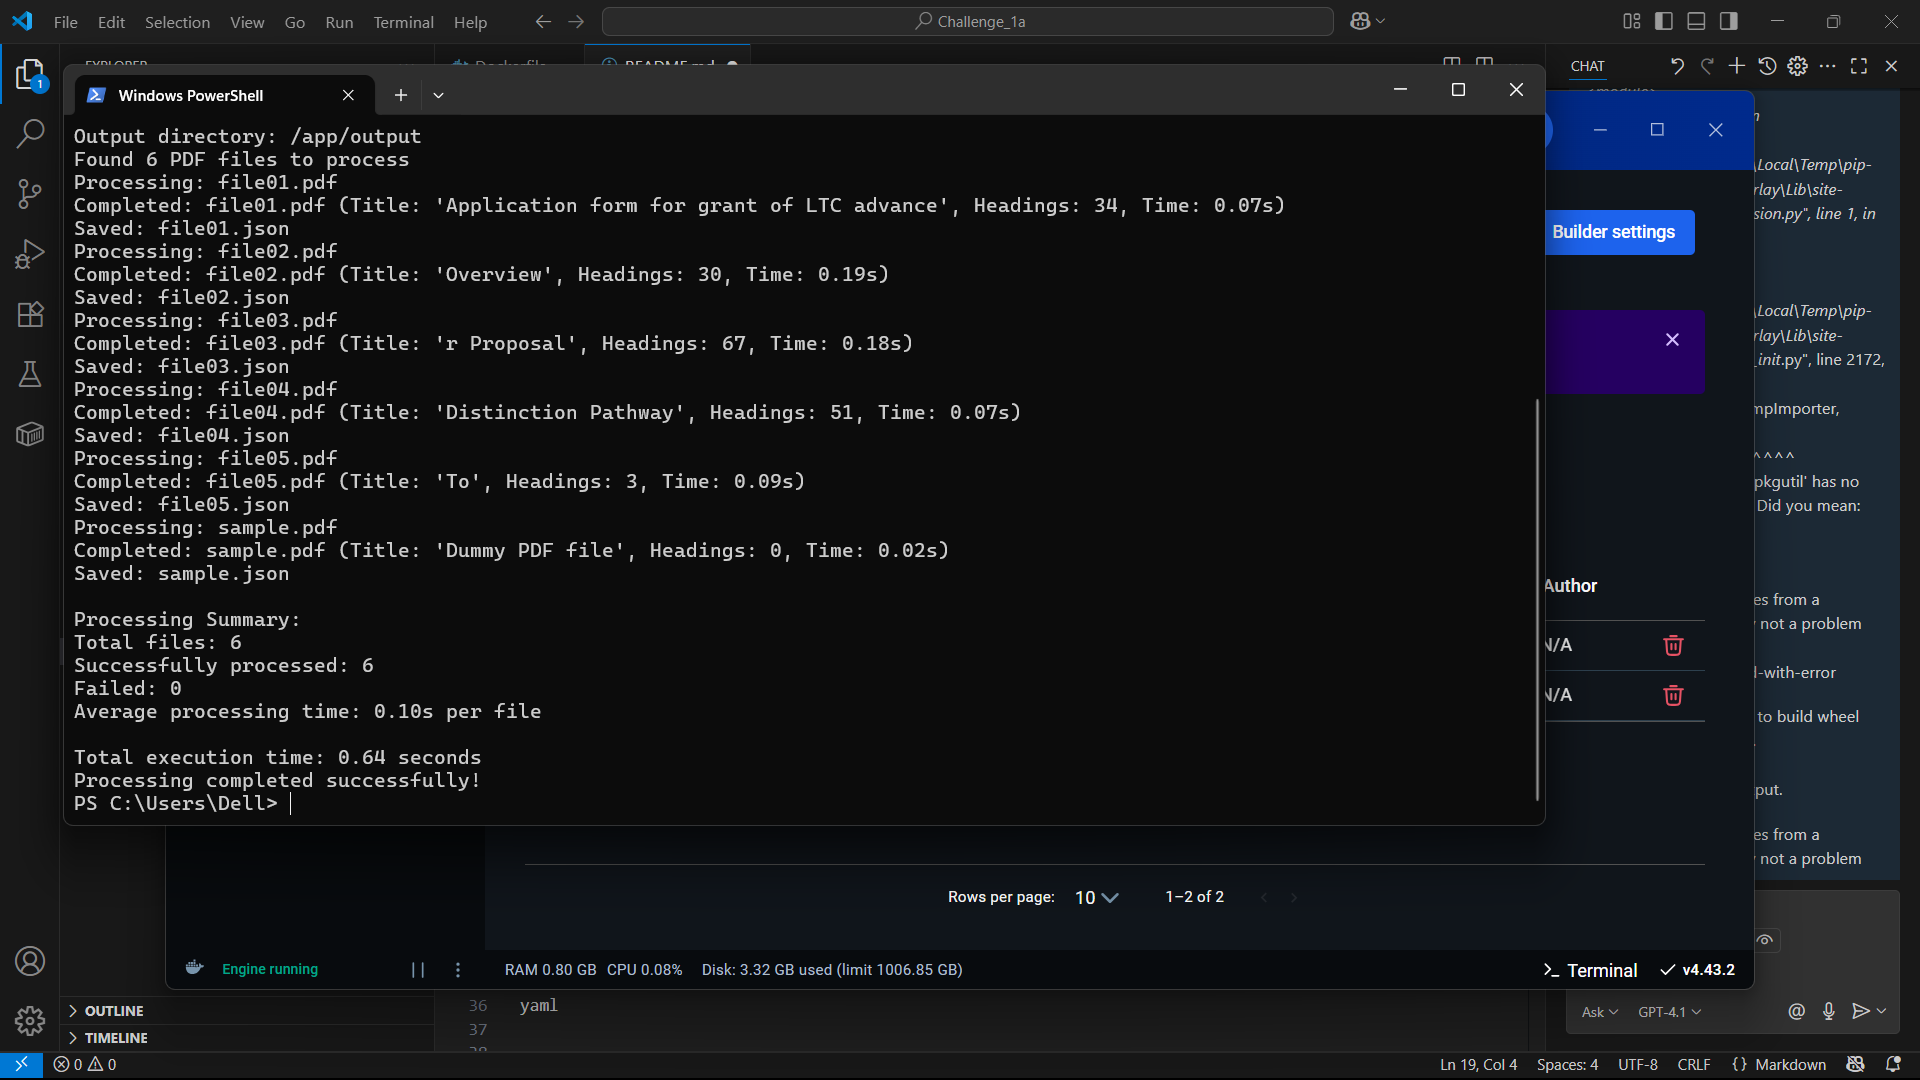 File Edit Selection View Go Run Terminal Help
Challenge_1a
CHAT
Windows PowerShell
Output directory: /app/output
Found 6 PDF files to process
Processing: file01.pdf
Completed: file01.pdf (Title: 'Application form for grant of LTC advance', Headings: 34, Time: 0.07s)
Saved: file01.json
Processing: file02.pdf
Completed: file02.pdf (Title: 'Overview', Headings: 30, Time: 0.19s)
Saved: file02.json
Processing: file03.pdf
Completed: file03.pdf (Title: 'r Proposal', Headings: 67, Time: 0.18s)
Saved: file03.json
Processing: file04.pdf
Completed: file04.pdf (Title: 'Distinction Pathway', Headings: 51, Time: 0.07s)
Saved: file04.json
Processing: file05.pdf
Completed: file05.pdf (Title: 'To', Headings: 3, Time: 0.09s)
Saved: file05.json
Processing: sample.pdf
Completed: sample.pdf (Title: 'Dummy PDF file', Headings: 0, Time: 0.02s)
Saved: sample.json
Processing Summary:
Total files: 6
Successfully processed: 6
Failed: 0
Average processing time: 0.10s per file
Total execution time: 0.64 seconds
Processing completed successfully!
PS C:\Users\Dell>
Builder settings
Author
N/A
N/A
\Local\Temp\pip-
rlay\Lib\site-
sion.py", line 1, in
\Local\Temp\pip-
rlay\Lib\site-
_init.py", line 2172,
mpImporter,
^^^^
pkgutil' has no
Did you mean:
es from a
not a problem
l-with-error
to build wheel
put.
es from a
not a problem
Rows per page: 10 1–2 of 2
Engine running
RAM 0.80 GB CPU 0.08% Disk: 3.32 GB used (limit 1006.85 GB)
Terminal v4.43.2
36 yaml
37
OUTLINE
TIMELINE
Ask GPT-4.1
0 0
Ln 19, Col 4 Spaces: 4 UTF-8 CRLF {} Markdown